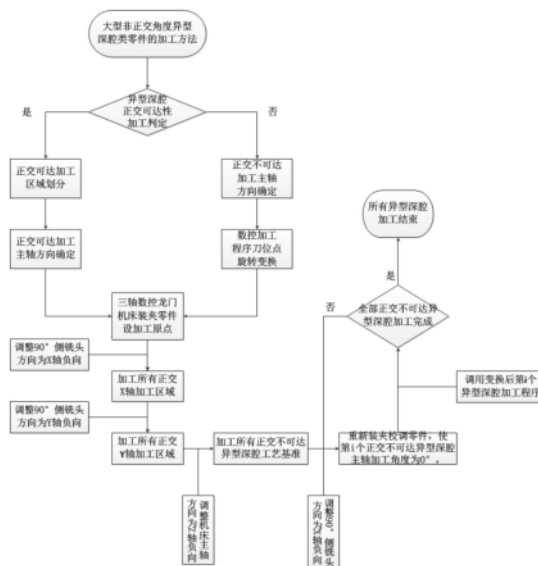 大型非正交角度异型
深腔类零件的加工方法
异型深腔
正交可达性
加工判定
是
否
正交可达加工
区域划分
正交不可达
加工主轴
方向确定
正交可达加工
主轴方向确定
数控加工
程序刀位点
旋转变换
三轴数控龙门
机床装夹零件
设加工原点
调整90°侧铣头
方向为X轴负向
加工所有正交
X轴加工区域
调整90°侧铣头
方向为Y轴负向
加工所有正交
Y轴加工区域
调整机床主轴
方向为Z轴负向
加工所有正交不可达
异型深腔工艺基准
调整90°侧铣头
方向为X轴负向
重新装夹校调零件，使
第i个正交不可达异型深腔
主轴加工角度为0°，
调用变换后第i个
异型深腔加工程序
全部正交不可达异
型深腔加工完成
否
是
所有异型深腔
加工结束